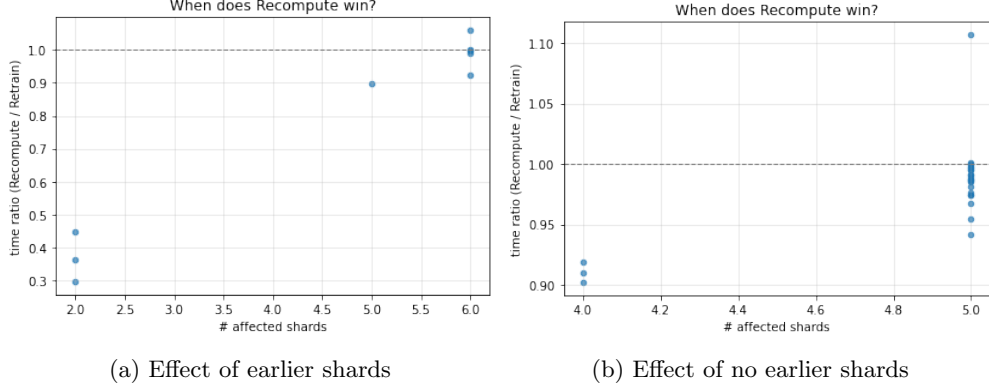 When does Recompute win?
time ratio (Recompute / Retrain)
1.0
0.9
0.8
0.7
0.6
0.5
0.4
0.3
2.0 2.5 3.0 3.5 4.0 4.5 5.0 5.5 6.0
# affected shards
(a) Effect of earlier shards
When does Recompute win?
time ratio (Recompute / Retrain)
1.10
1.05
1.00
0.95
0.90
4.0 4.2 4.4 4.6 4.8 5.0
# affected shards
(b) Effect of no earlier shards